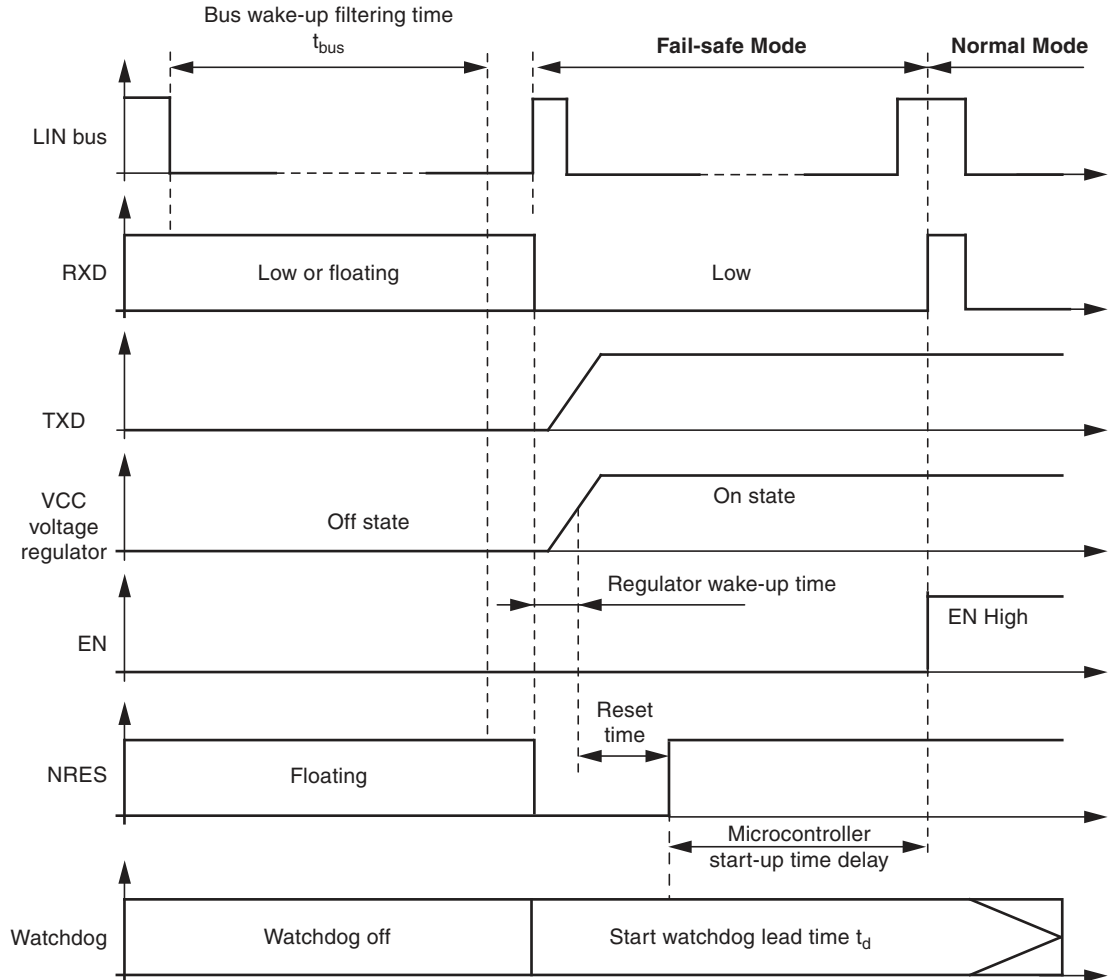 Bus wake-up filtering time
t_bus
Fail-safe Mode
Normal Mode
LIN bus
RXD
Low or floating
Low
TXD
VCC
voltage
regulator
Off state
On state
Regulator wake-up time
EN
EN High
Reset
time
NRES
Floating
Microcontroller
start-up time delay
Watchdog
Watchdog off
Start watchdog lead time t_d